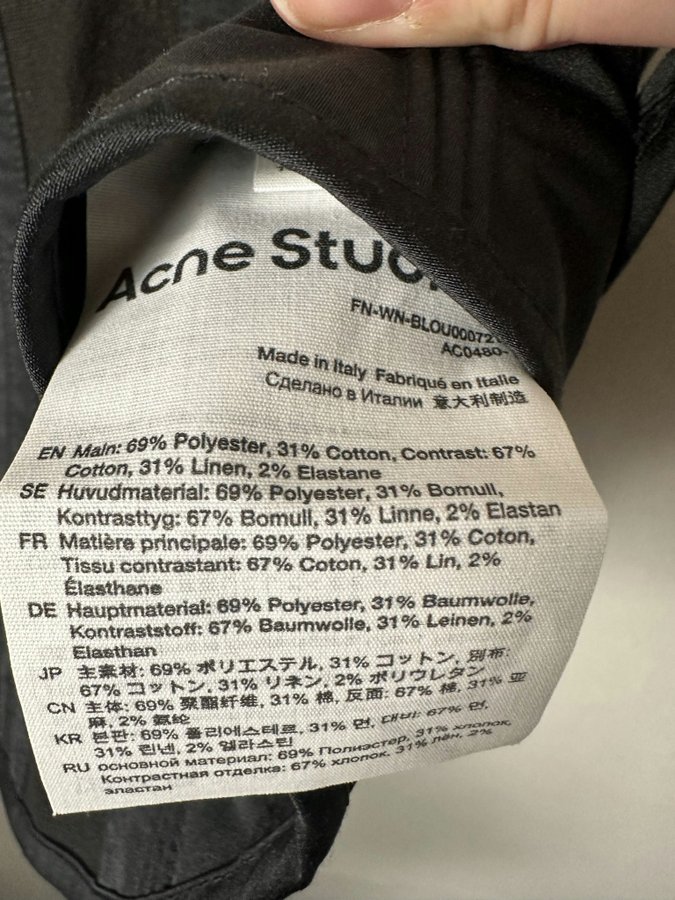 Acne Stud
FN-WN-BLOU00072
AC0480-
Made in Italy Fabriqué en Italie
Сделано в Италии 意大利制造
EN Main: 69% Polyester, 31% Cotton, Contrast: 67%
Cotton, 31% Linen, 2% Elastane
SE Huvudmaterial: 69% Polyester, 31% Bomull,
Kontrasttyg: 67% Bomull, 31% Linne, 2% Elastan
FR Matière principale: 69% Polyester, 31% Coton,
Tissu contrastant: 67% Coton, 31% Lin, 2%
Élasthane
DE Hauptmaterial: 69% Polyester, 31% Baumwolle,
Kontraststoff: 67% Baumwolle, 31% Leinen, 2%
Elasthan
JP 主素材: 69% ポリエステル, 31% コットン, 別布:
67% コットン, 31% リネン, 2% ポリウレタン
CN 主体: 69% 聚酯纤维, 31% 棉, 反面: 67% 棉, 31% 亚
麻, 2% 氨纶
KR 본판: 69% 폴리에스테르, 31% 면, 대비: 67% 면,
31% 린넨, 2% 엘라스틴
RU основной материал: 69% Полиэстер, 31% хлопок,
Контрастная отделка: 67% хлопок, 31% лён, 2%
эластан